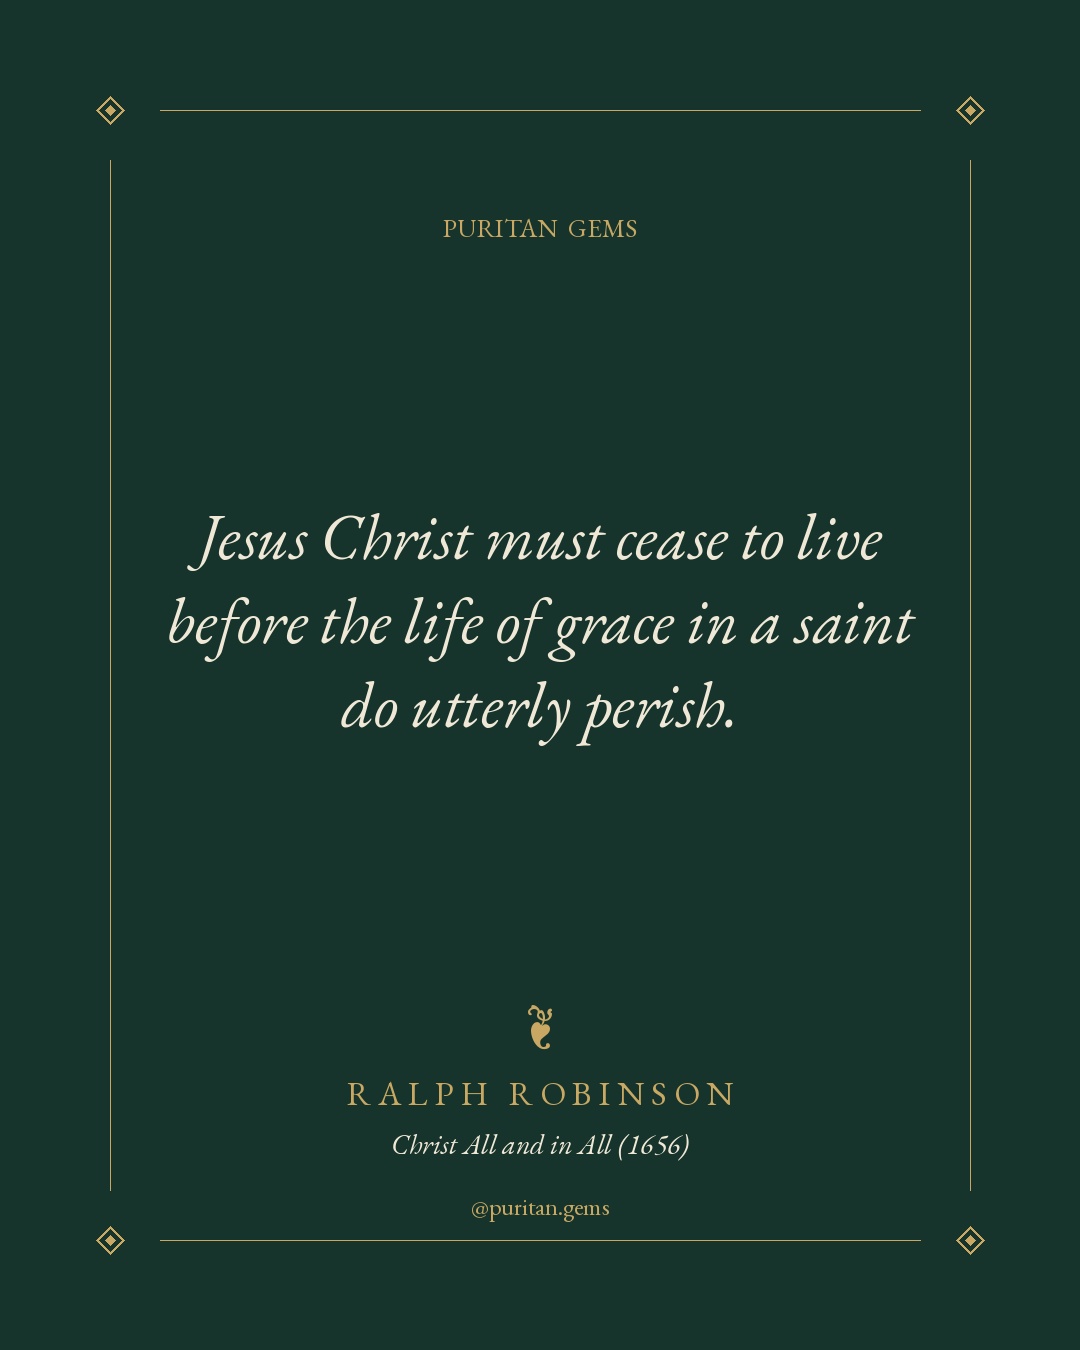 PURITAN GEMS
Jesus Christ must cease to live
before the life of grace in a saint
do utterly perish.
RALPH ROBINSON
Christ All and in All (1656)
@puritan.gems